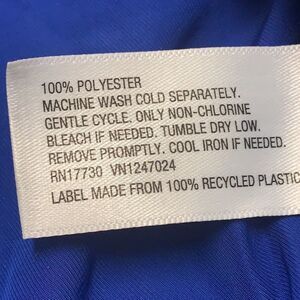 100% POLYESTER
MACHINE WASH COLD SEPARATELY.
GENTLE CYCLE. ONLY NON-CHLORINE
BLEACH IF NEEDED. TUMBLE DRY LOW.
REMOVE PROMPTLY. COOL IRON IF NEEDED.
RN17730 VN1247024
LABEL MADE FROM 100% RECYCLED PLASTIC